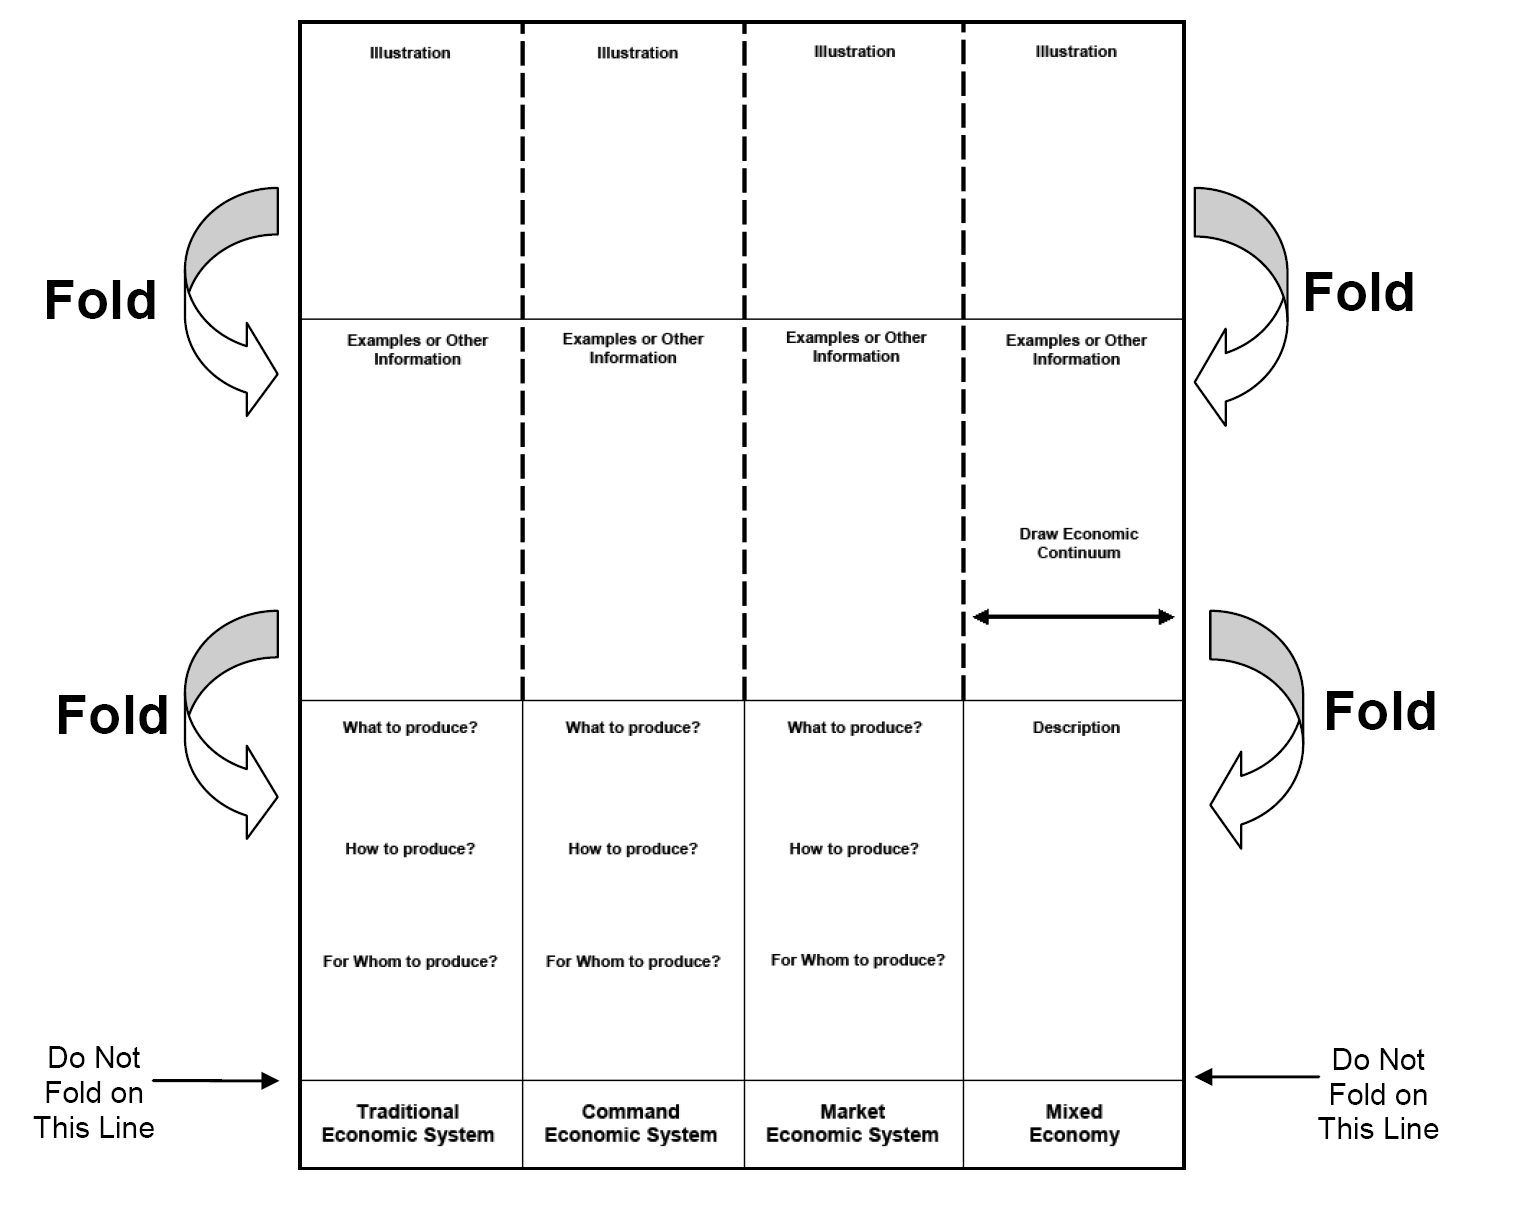 Illustration
Illustration
Illustration
Illustration
Fold
Fold
Examples or Other
Information
Examples or Other
Information
Examples or Other
Information
Examples or Other
Information
Draw Economic
Continuum
Fold
Fold
What to produce?
What to produce?
What to produce?
Description
How to produce?
How to produce?
How to produce?
For Whom to produce?
For Whom to produce?
For Whom to produce?
Do Not
Fold on
This Line
Do Not
Fold on
This Line
Traditional
Economic System
Command
Economic System
Market
Economic System
Mixed
Economy